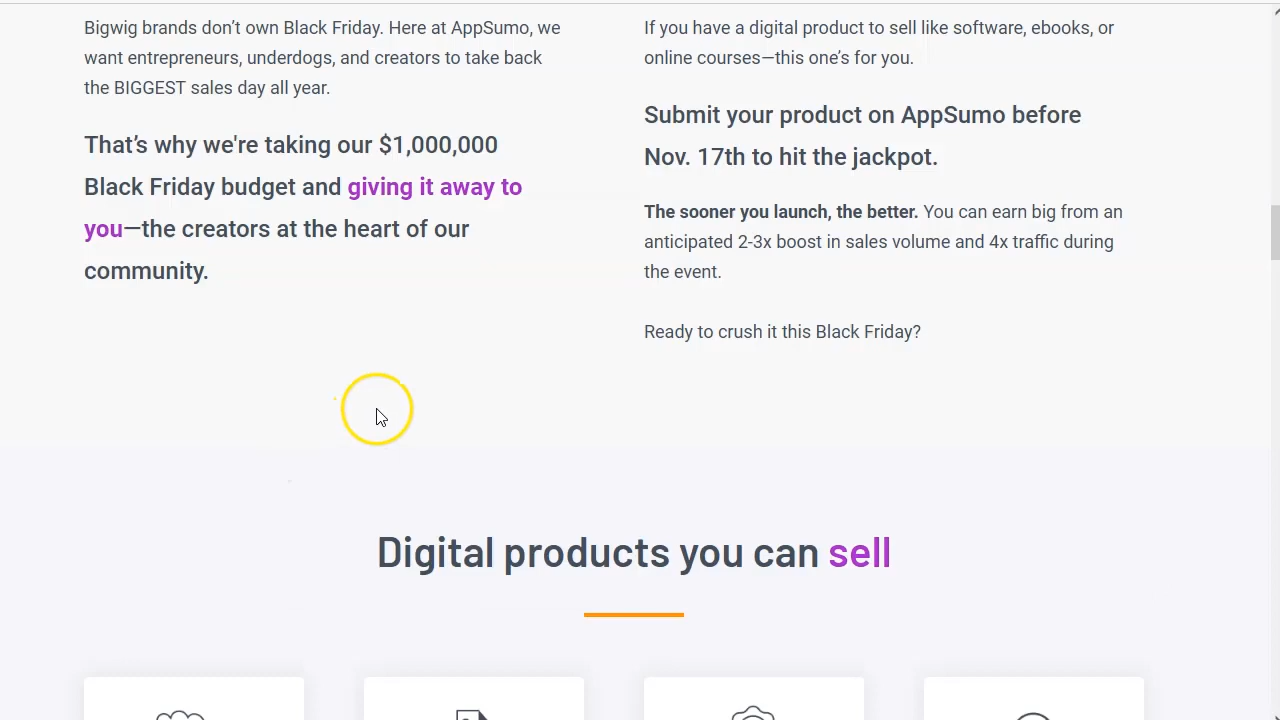 Bigwig brands don’t own Black Friday. Here at AppSumo, we
want entrepreneurs, underdogs, and creators to take back
the BIGGEST sales day all year.
That’s why we're taking our $1,000,000
Black Friday budget and giving it away to
you—the creators at the heart of our
community.
If you have a digital product to sell like software, ebooks, or
online courses—this one’s for you.
Submit your product on AppSumo before
Nov. 17th to hit the jackpot.
The sooner you launch, the better. You can earn big from an
anticipated 2-3x boost in sales volume and 4x traffic during
the event.
Ready to crush it this Black Friday?
Digital products you can sell